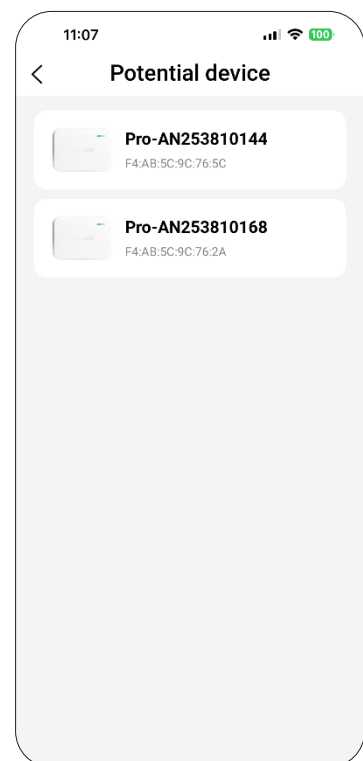 11:07
100
Potential device
Pro-AN253810144
F4:AB:5C:9C:76:5C
Pro-AN253810168
F4:AB:5C:9C:76:2A